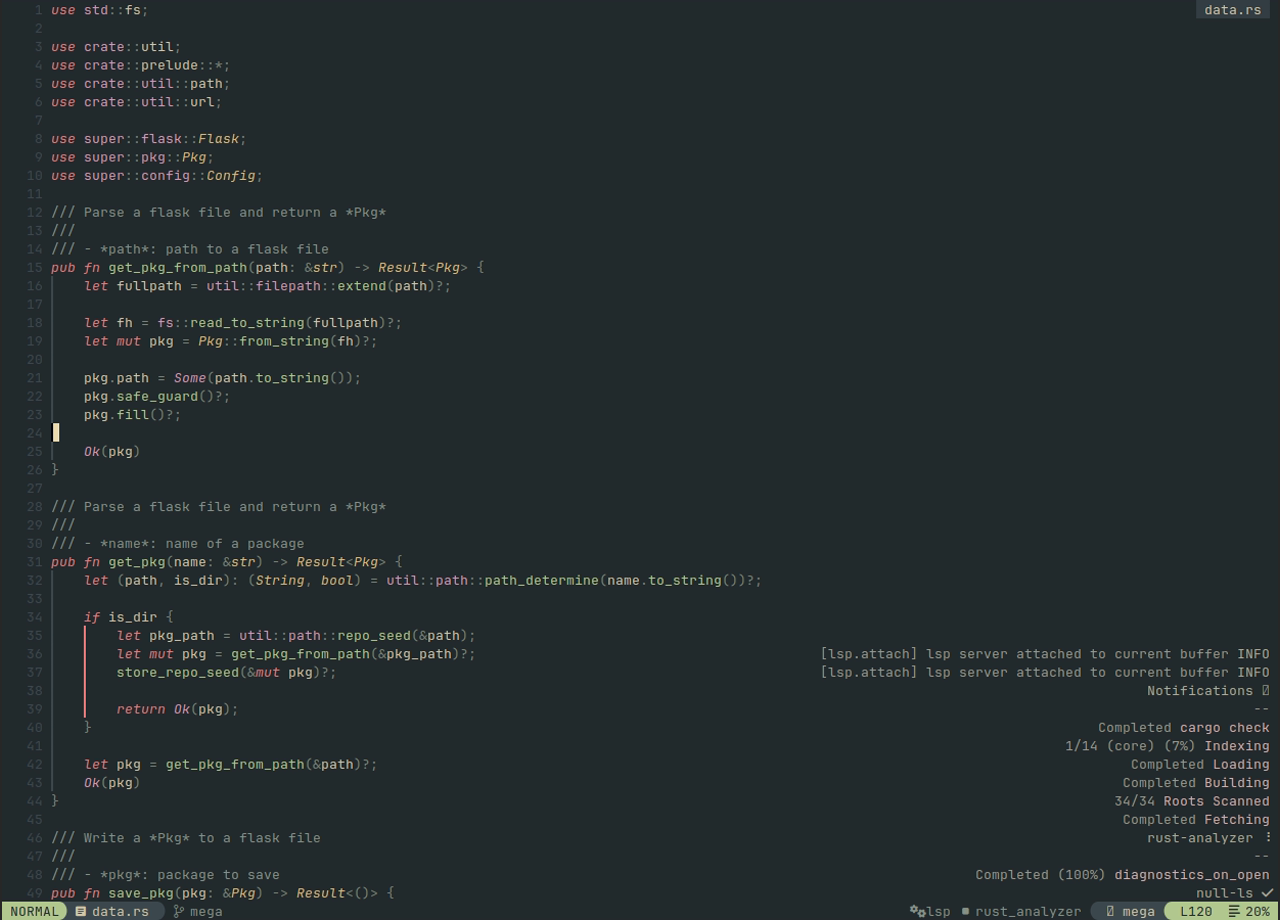 data.rs
1 use std::fs;
2
3 use crate::util;
4 use crate::prelude::*;
5 use crate::util::path;
6 use crate::util::url;
7
8 use super::flask::Flask;
9 use super::pkg::Pkg;
10 use super::config::Config;
11
12 /// Parse a flask file and return a *Pkg*
13 ///
14 /// - *path*: path to a flask file
15 pub fn get_pkg_from_path(path: &str) -> Result<Pkg> {
16     let fullpath = util::filepath::extend(path)?;
17
18     let fh = fs::read_to_string(fullpath)?;
19     let mut pkg = Pkg::from_string(fh)?;
20
21     pkg.path = Some(path.to_string());
22     pkg.safe_guard()?;
23     pkg.fill()?;
24
25     Ok(pkg)
26 }
27
28 /// Parse a flask file and return a *Pkg*
29 ///
30 /// - *name*: name of a package
31 pub fn get_pkg(name: &str) -> Result<Pkg> {
32     let (path, is_dir): (String, bool) = util::path::path_determine(name.to_string())?;
33
34     if is_dir {
35         let pkg_path = util::path::repo_seed(&path);
36         let mut pkg = get_pkg_from_path(&pkg_path)?;
37         store_repo_seed(&mut pkg)?;
38
39         return Ok(pkg);
40     }
41
42     let pkg = get_pkg_from_path(&path)?;
43     Ok(pkg)
44 }
45
46 /// Write a *Pkg* to a flask file
47 ///
48 /// - *pkg*: package to save
49 pub fn save_pkg(pkg: &Pkg) -> Result<()> {
[lsp.attach] lsp server attached to current buffer INFO
[lsp.attach] lsp server attached to current buffer INFO
Notifications
--
Completed cargo check
1/14 (core) (7%) Indexing
Completed Loading
Completed Building
34/34 Roots Scanned
Completed Fetching
rust-analyzer
--
Completed (100%) diagnostics_on_open
null-ls ✓
NORMAL data.rs mega lsp rust_analyzer mega L120 20%